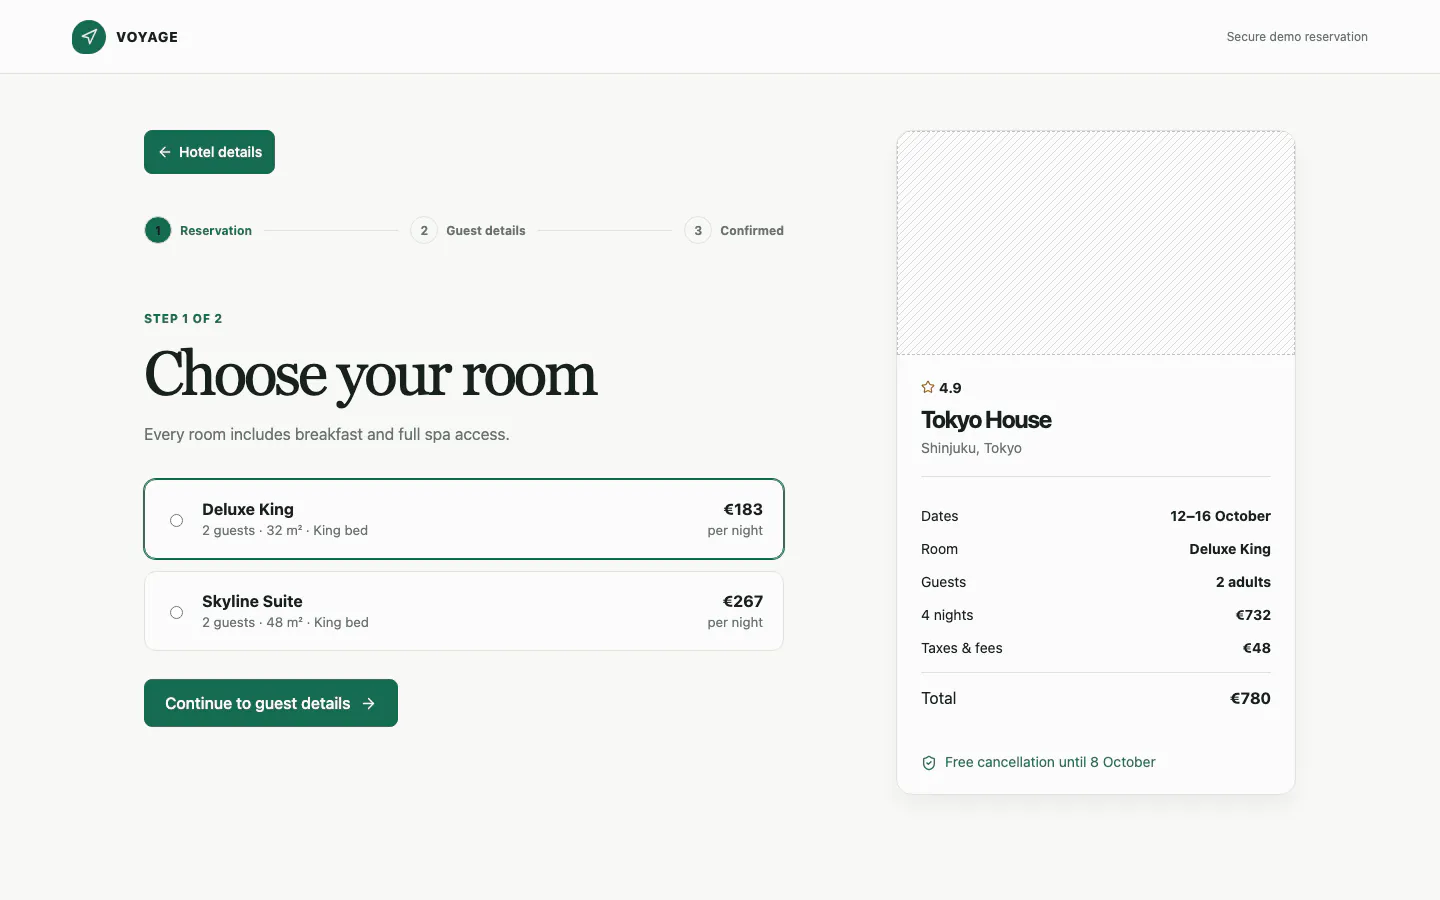 VOYAGE
Secure demo reservation
Hotel details
1 Reservation
2 Guest details
3 Confirmed
STEP 1 OF 2
Choose your room
Every room includes breakfast and full spa access.
Deluxe King €183
2 guests · 32 m² · King bed per night
Skyline Suite €267
2 guests · 48 m² · King bed per night
Continue to guest details
4.9
Tokyo House
Shinjuku, Tokyo
Dates 12–16 October
Room Deluxe King
Guests 2 adults
4 nights €732
Taxes & fees €48
Total €780
Free cancellation until 8 October